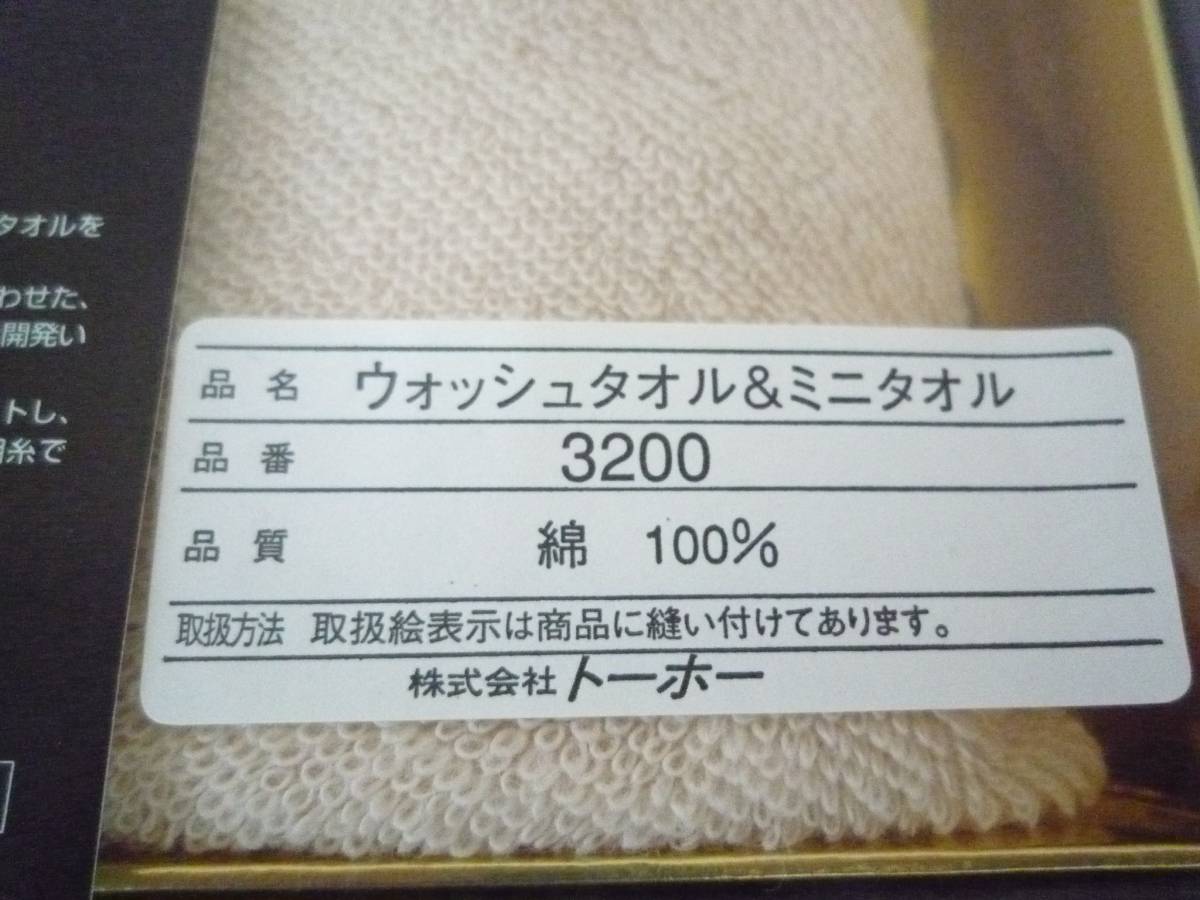 タオルを
わせた、
開発い
トし、
糸で
品 名 ウォッシュタオル&ミニタオル
品 番 3200
品 質 綿 100%
取扱方法 取扱絵表示は商品に縫い付けてあります。
株式会社トーホー